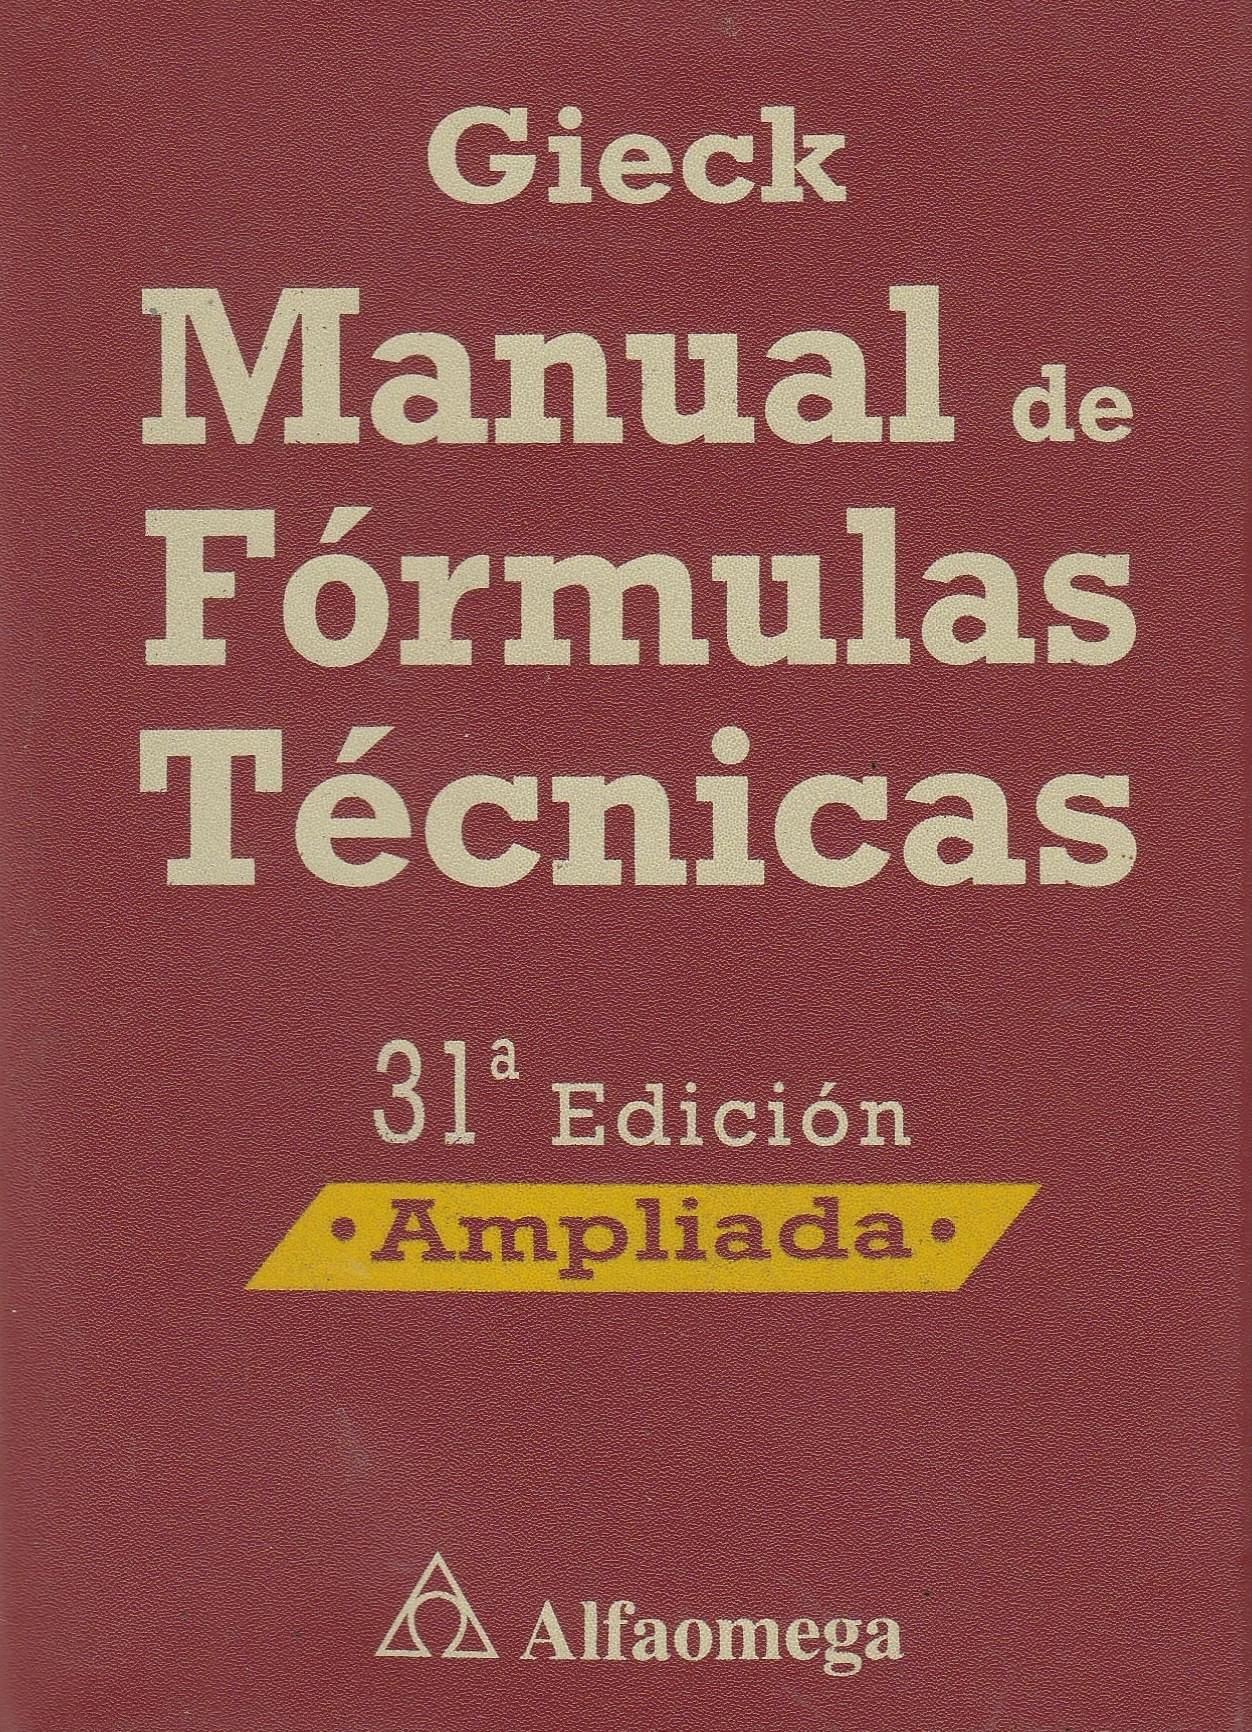 Gieck
Manual de
Fórmulas
Técnicas
31ª Edición
• Ampliada •
Alfaomega